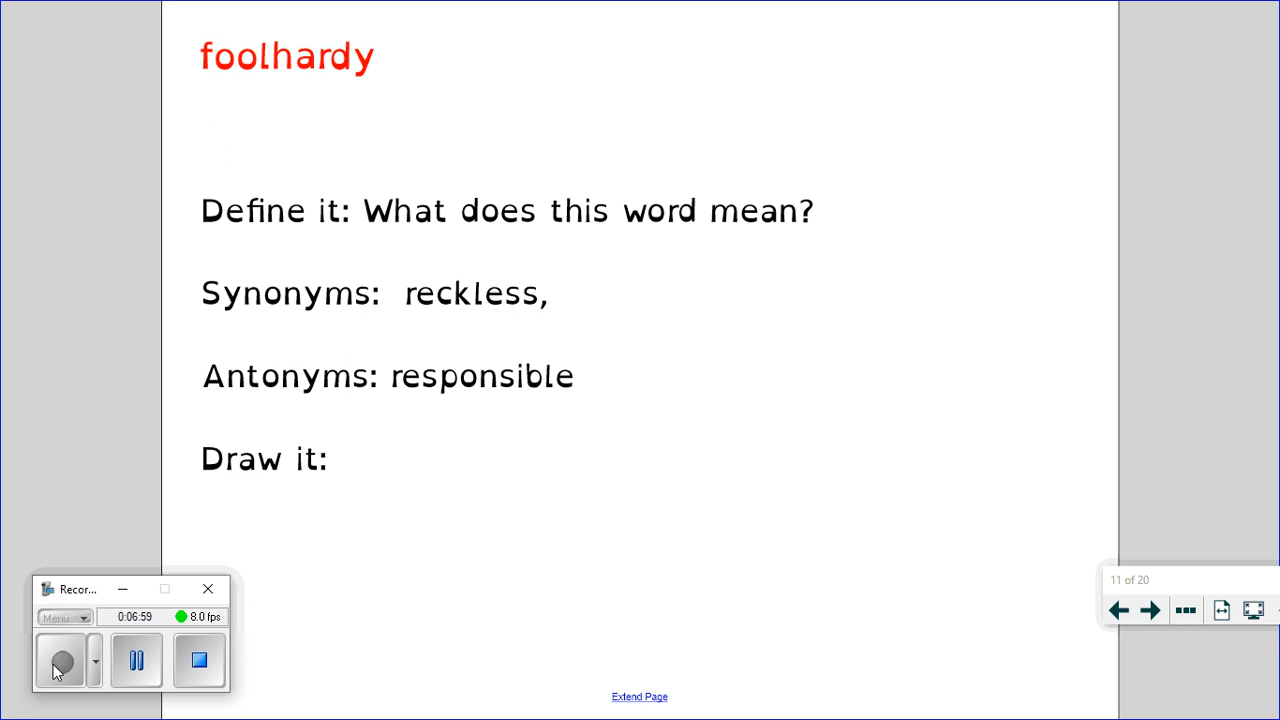 foolhardy
Define it: What does this word mean?
Synonyms:  reckless,
Antonyms: responsible
Draw it:
Recor...
Menu
0:06:59
8.0 fps
11 of 20
Extend Page